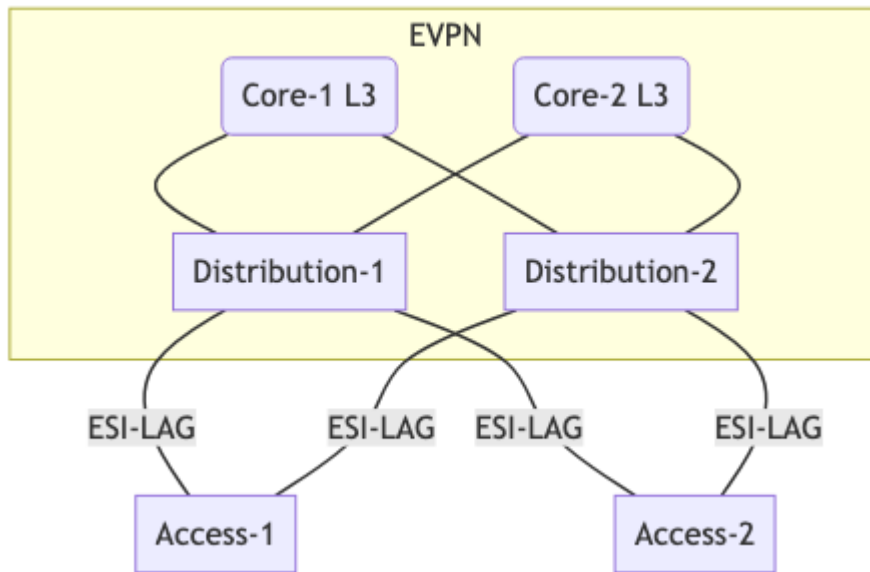 EVPN
Core-1 L3
Core-2 L3
Distribution-1
Distribution-2
ESI-LAG
ESI-LAG
ESI-LAG
ESI-LAG
Access-1
Access-2